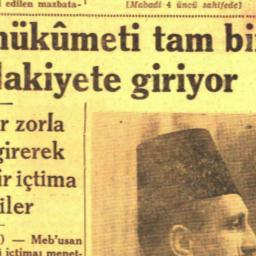 i edilen mazbata-
[Mabadi 4 üncü sahifede]
hükûmeti tam bi
lakiyete giriyor
r zorla
girerek
ir içtima
iler
) — Meb'usan
i içtimaı menet-